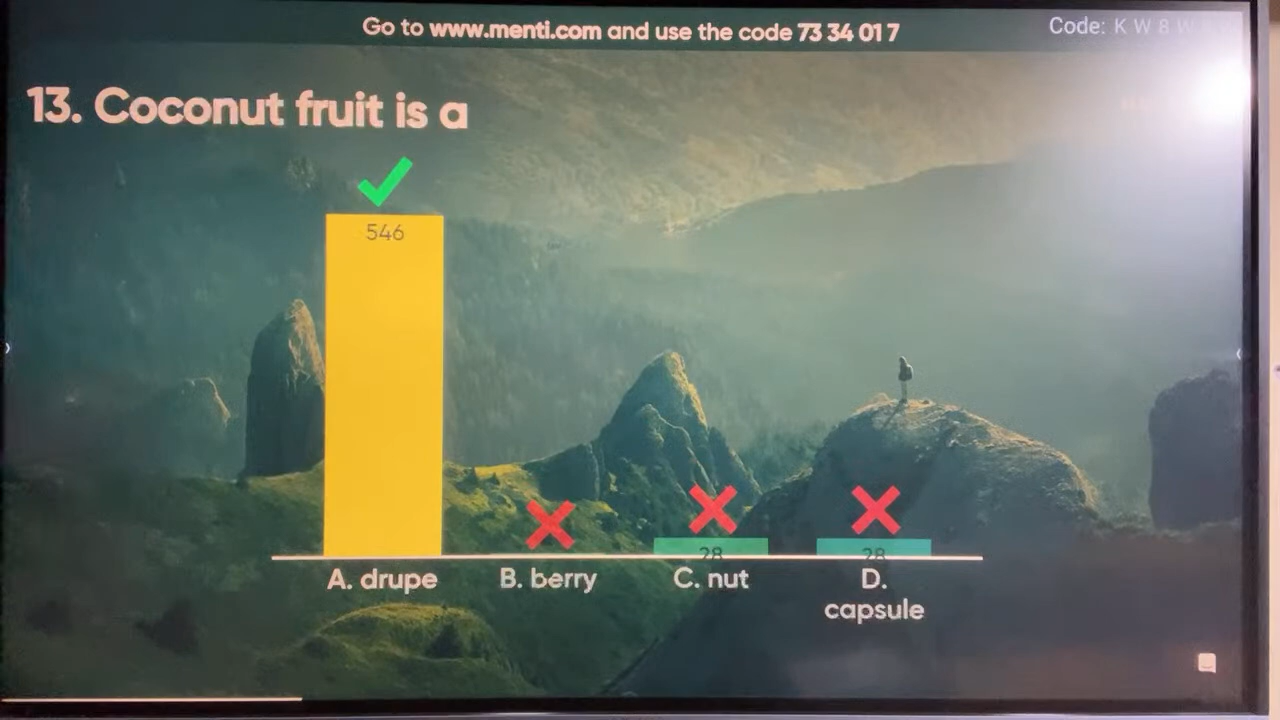 Go to www.menti.com and use the code 73 34 01 7
Code: K W 8 W
13. Coconut fruit is a
546
28
28
A. drupe
B. berry
C. nut
D.
capsule